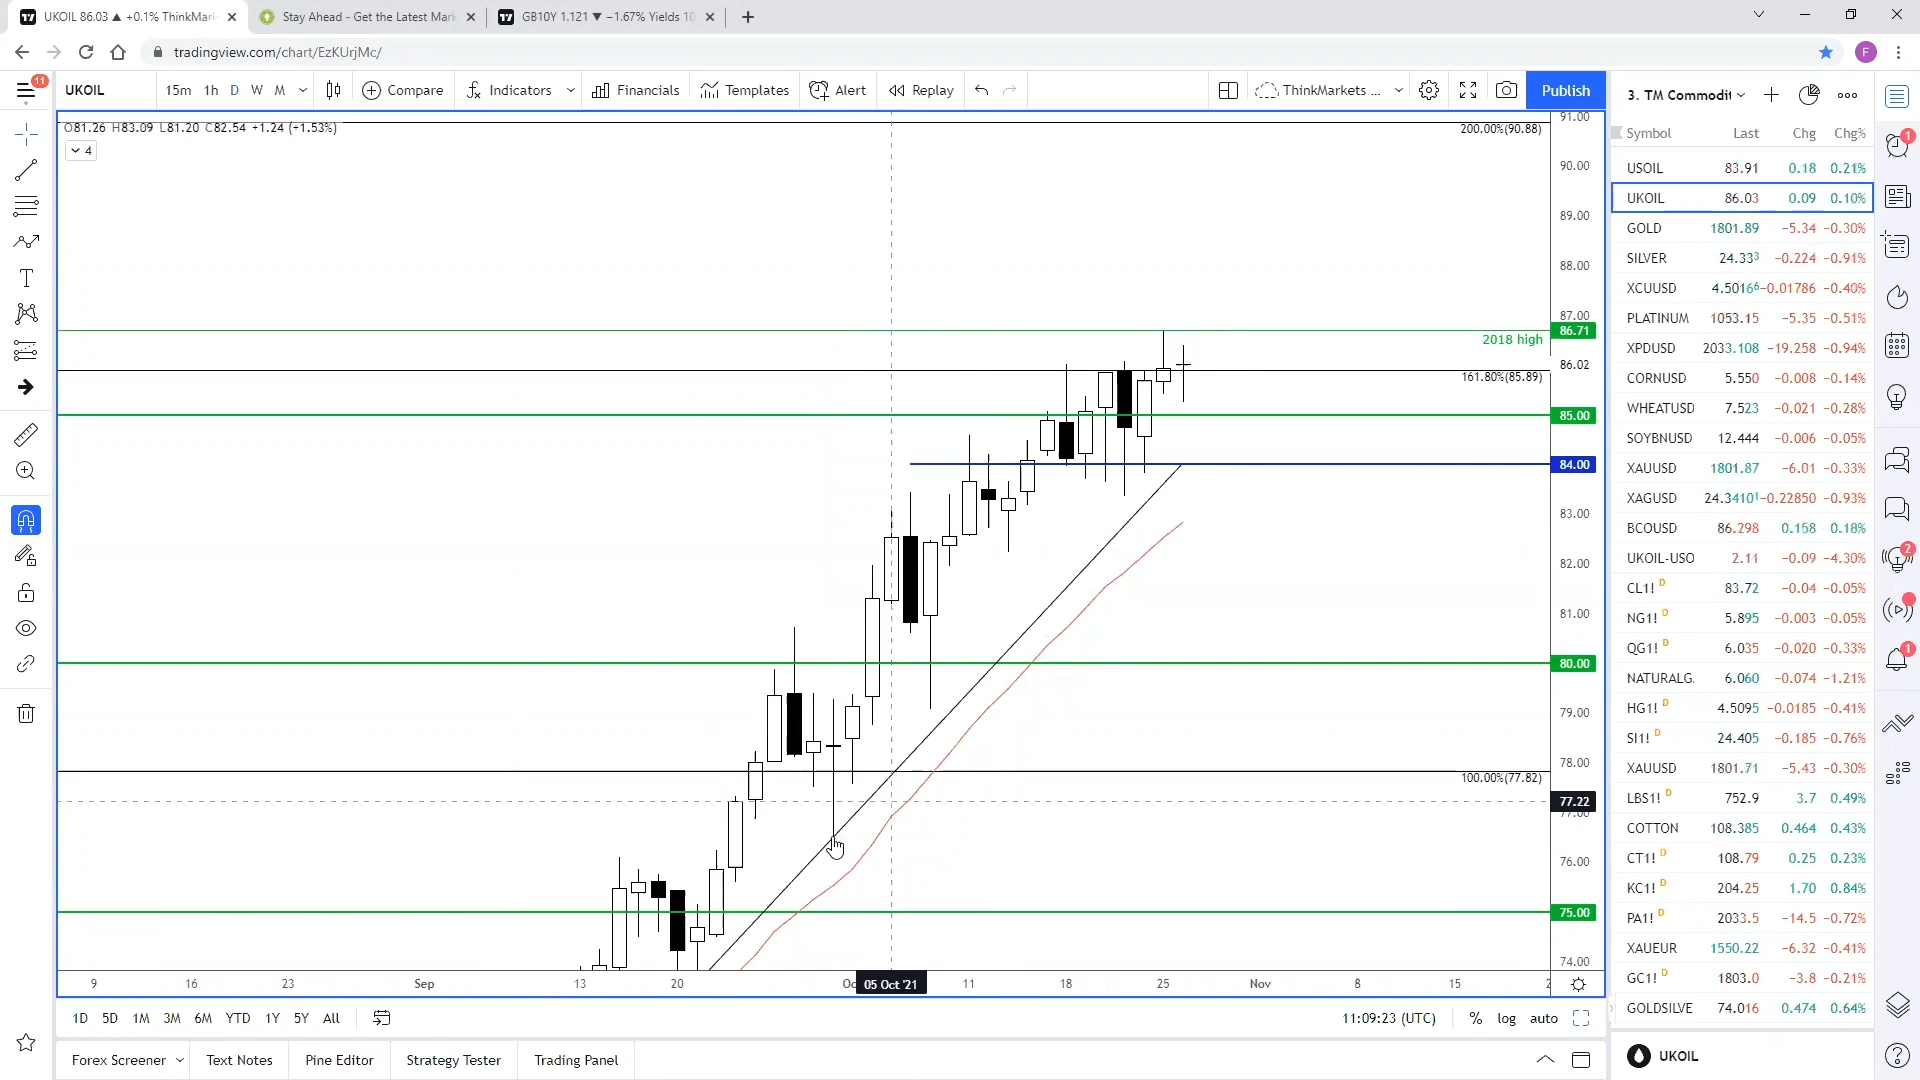 UKOIL 86.03 ▲ +0.1% ThinkMar
Stay Ahead - Get the Latest Mark
GB10Y 1.121 ▼ −1.67% Yields 10
tradingview.com/chart/EzKUrjMc/
F
11
UKOIL
15m 1h D W M
Compare
Indicators
Financials
Templates
Alert
Replay
ThinkMarkets ...
Publish
O81.26 H83.09 L81.20 C82.54 +1.24 (+1.53%)
4
200.00%(90.88)
2018 high
161.80%(85.89)
100.00%(77.82)
91.00
90.00
89.00
88.00
87.00
86.71
86.02
85.00
84.00
83.00
82.00
81.00
80.00
79.00
78.00
77.22
77.00
76.00
75.00
74.00
9 16 23 Sep 13 20 Oc 05 Oct '21 11 18 25 Nov 8 15 2
1D 5D 1M 3M 6M YTD 1Y 5Y All
11:09:23 (UTC) % log auto
Forex Screener
Text Notes
Pine Editor
Strategy Tester
Trading Panel
3. TM Commodit
Symbol Last Chg Chg%
USOIL 83.91 0.18 0.21%
UKOIL 86.03 0.09 0.10%
GOLD 1801.89 −5.34 −0.30%
SILVER 24.333 −0.224 −0.91%
XCUUSD 4.50166 −0.01786 −0.40%
PLATINUM 1053.15 −5.35 −0.51%
XPDUSD 2033.108 −19.258 −0.94%
CORNUSD 5.550 −0.008 −0.14%
WHEATUSD 7.523 −0.021 −0.28%
SOYBNUSD 12.444 −0.006 −0.05%
XAUUSD 1801.87 −6.01 −0.33%
XAGUSD 24.34101 −0.22850 −0.93%
BCOUSD 86.298 0.158 0.18%
UKOIL-USO 2.11 −0.09 −4.30%
CL1! D 83.72 −0.04 −0.05%
NG1! D 5.895 −0.003 −0.05%
QG1! D 6.035 −0.020 −0.33%
NATURALG. 6.060 −0.074 −1.21%
HG1! D 4.5095 −0.0185 −0.41%
SI1! D 24.405 −0.185 −0.76%
XAUUSD 1801.71 −5.43 −0.30%
LBS1! D 752.9 3.7 0.49%
COTTON 108.385 0.464 0.43%
CT1! D 108.79 0.25 0.23%
KC1! D 204.25 1.70 0.84%
PA1! D 2033.5 −14.5 −0.72%
XAUEUR 1550.22 −6.32 −0.41%
GC1! D 1803.0 −3.8 −0.21%
GOLDSILVE 74.016 0.474 0.64%
UKOIL
1
2
1